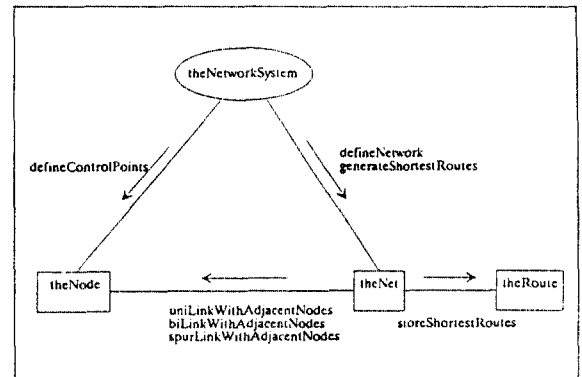 theNetworkSystem
defineControlPoints
defineNetwork
generateShortestRoutes
theNode
theNet
theRoute
uniLinkWithAdjacentNodes
biLinkWithAdjacentNodes
spurLinkWithAdjacentNodes
storeShortestRoutes